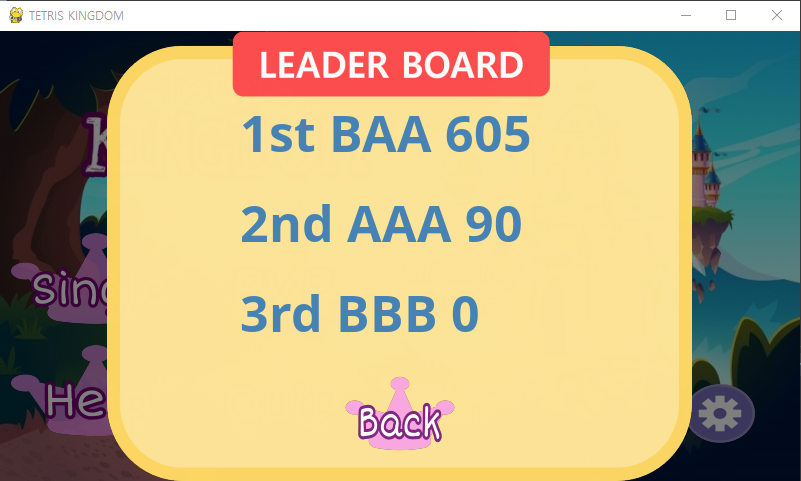 TETRIS KINGDOM
LEADER BOARD
1st BAA 605
2nd AAA 90
3rd BBB 0
Back